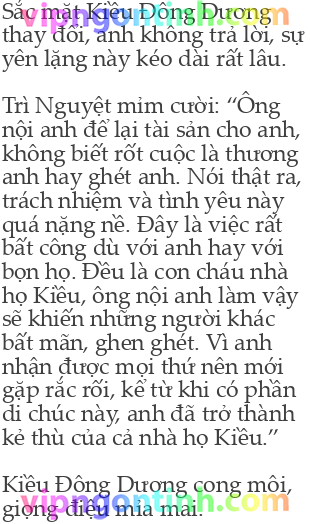 Sắc mặt Kiều Đông Dương
thay đổi, anh không trả lời, sự
yên lặng này kéo dài rất lâu.
Trì Nguyệt mỉm cười: “Ông
nội anh để lại tài sản cho anh,
không biết rốt cuộc là thương
anh hay ghét anh. Nói thật ra,
trách nhiệm và tình yêu này
quá nặng nề. Đây là việc rất
bất công dù với anh hay với
bọn họ. Đều là con cháu nhà
họ Kiều, ông nội anh làm vậy
sẽ khiến những người khác
bất mãn, ghen ghét. Vì anh
nhận được mọi thứ nên mới
gặp rắc rối, kể từ khi có phần
di chúc này, anh đã trở thành
kẻ thù của cả nhà họ Kiều.”
Kiều Đông Dương cong môi,
giọng điệu mỉa mai:
vipngontinh.com
vipngontinh.com